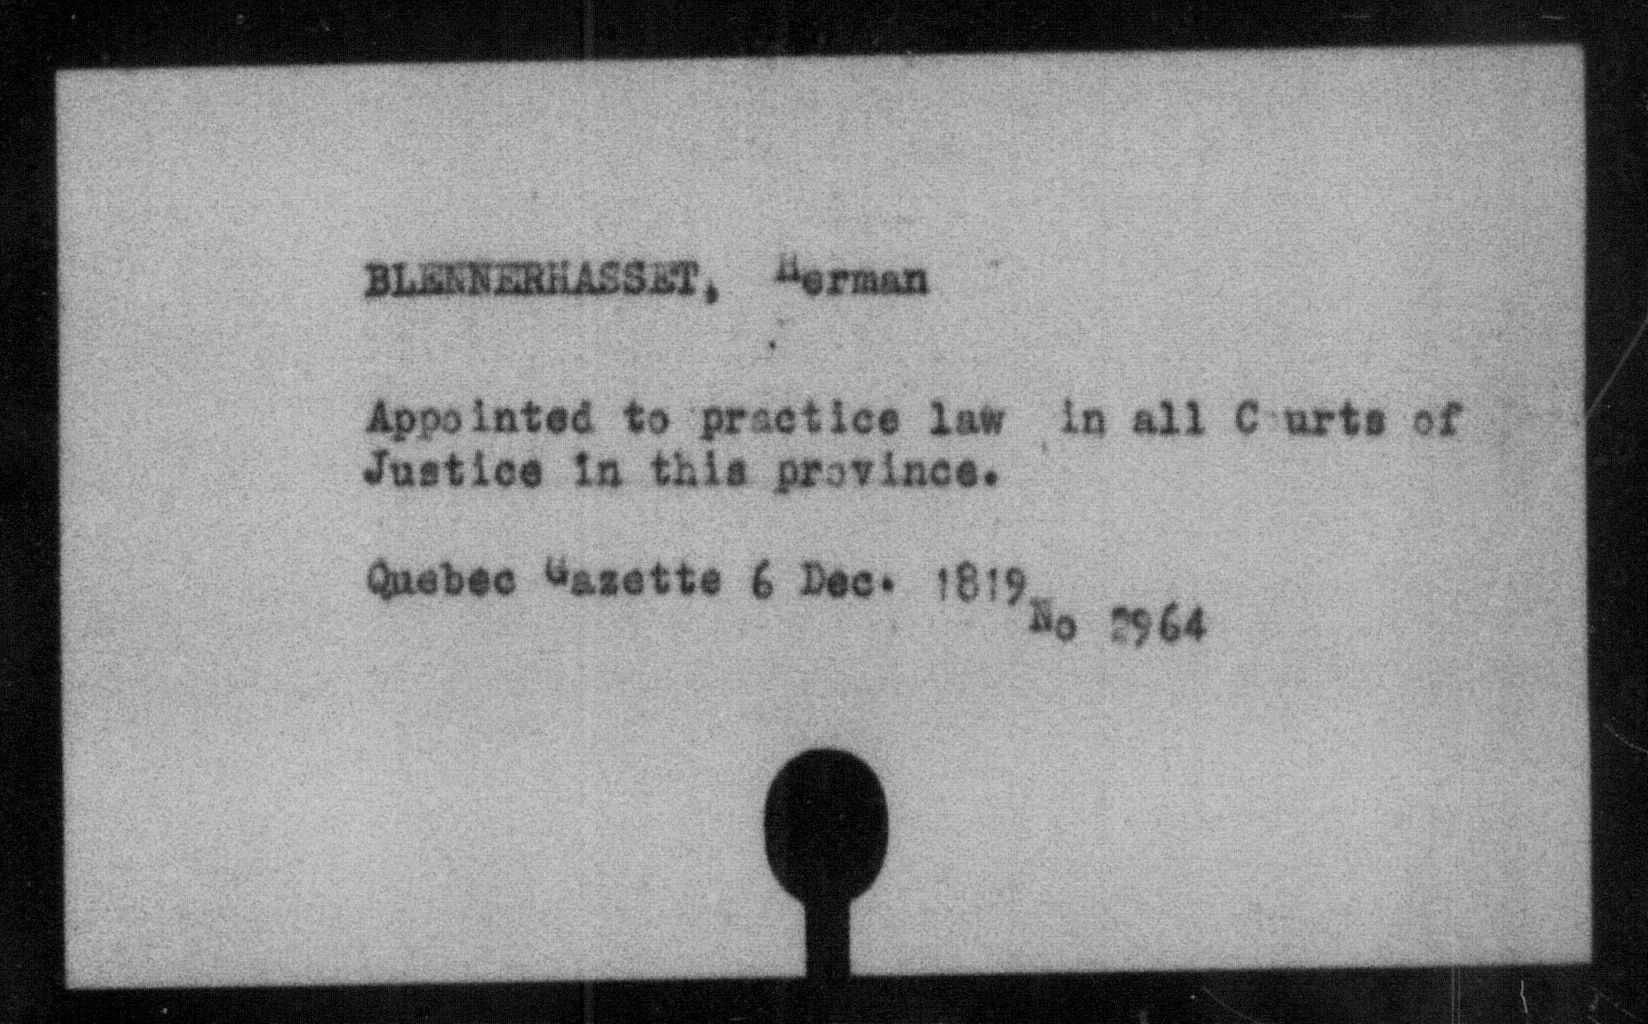 BLENNERHASSET, Herman
Appointed to practice law in all C urts of
Justice in this province.
Quebec Gazette 6 Dec. 1819
No 2964